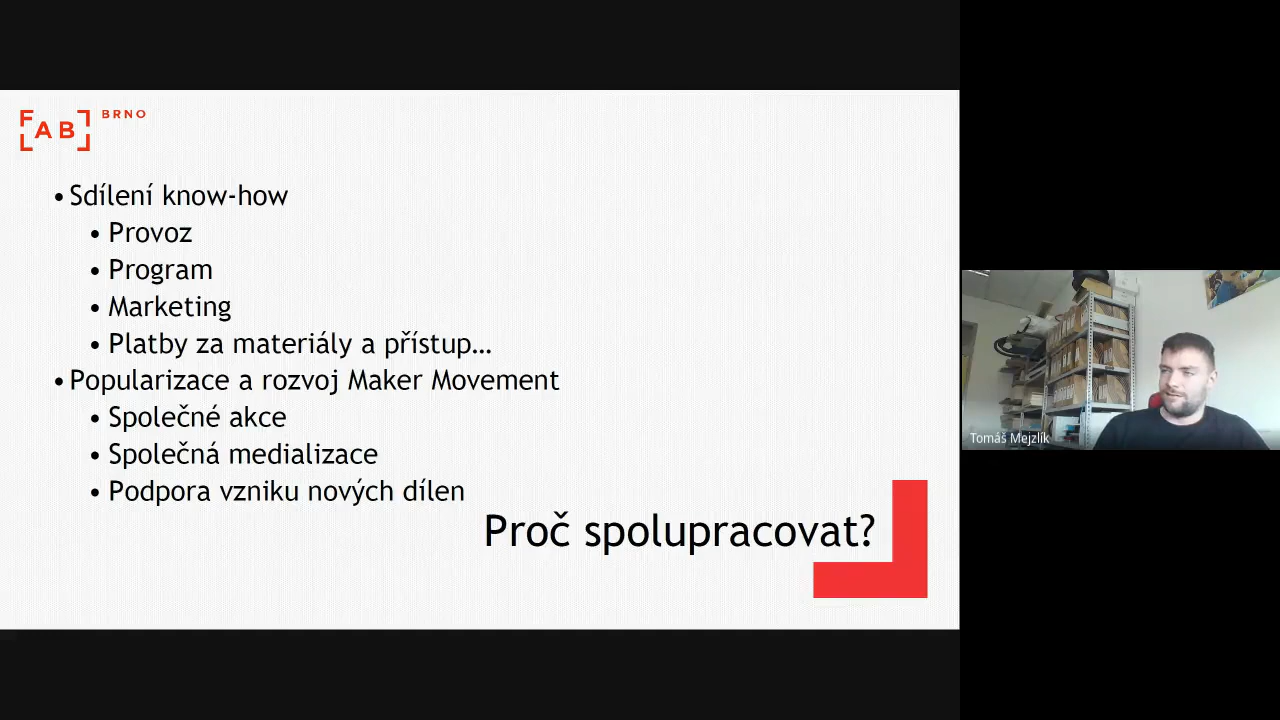 FAB BRNO
• Sdílení know-how
• Provoz
• Program
• Marketing
• Platby za materiály a přístup…
• Popularizace a rozvoj Maker Movement
• Společné akce
• Společná medializace
• Podpora vzniku nových dílen
Proč spolupracovat?
Tomáš Mejzlík